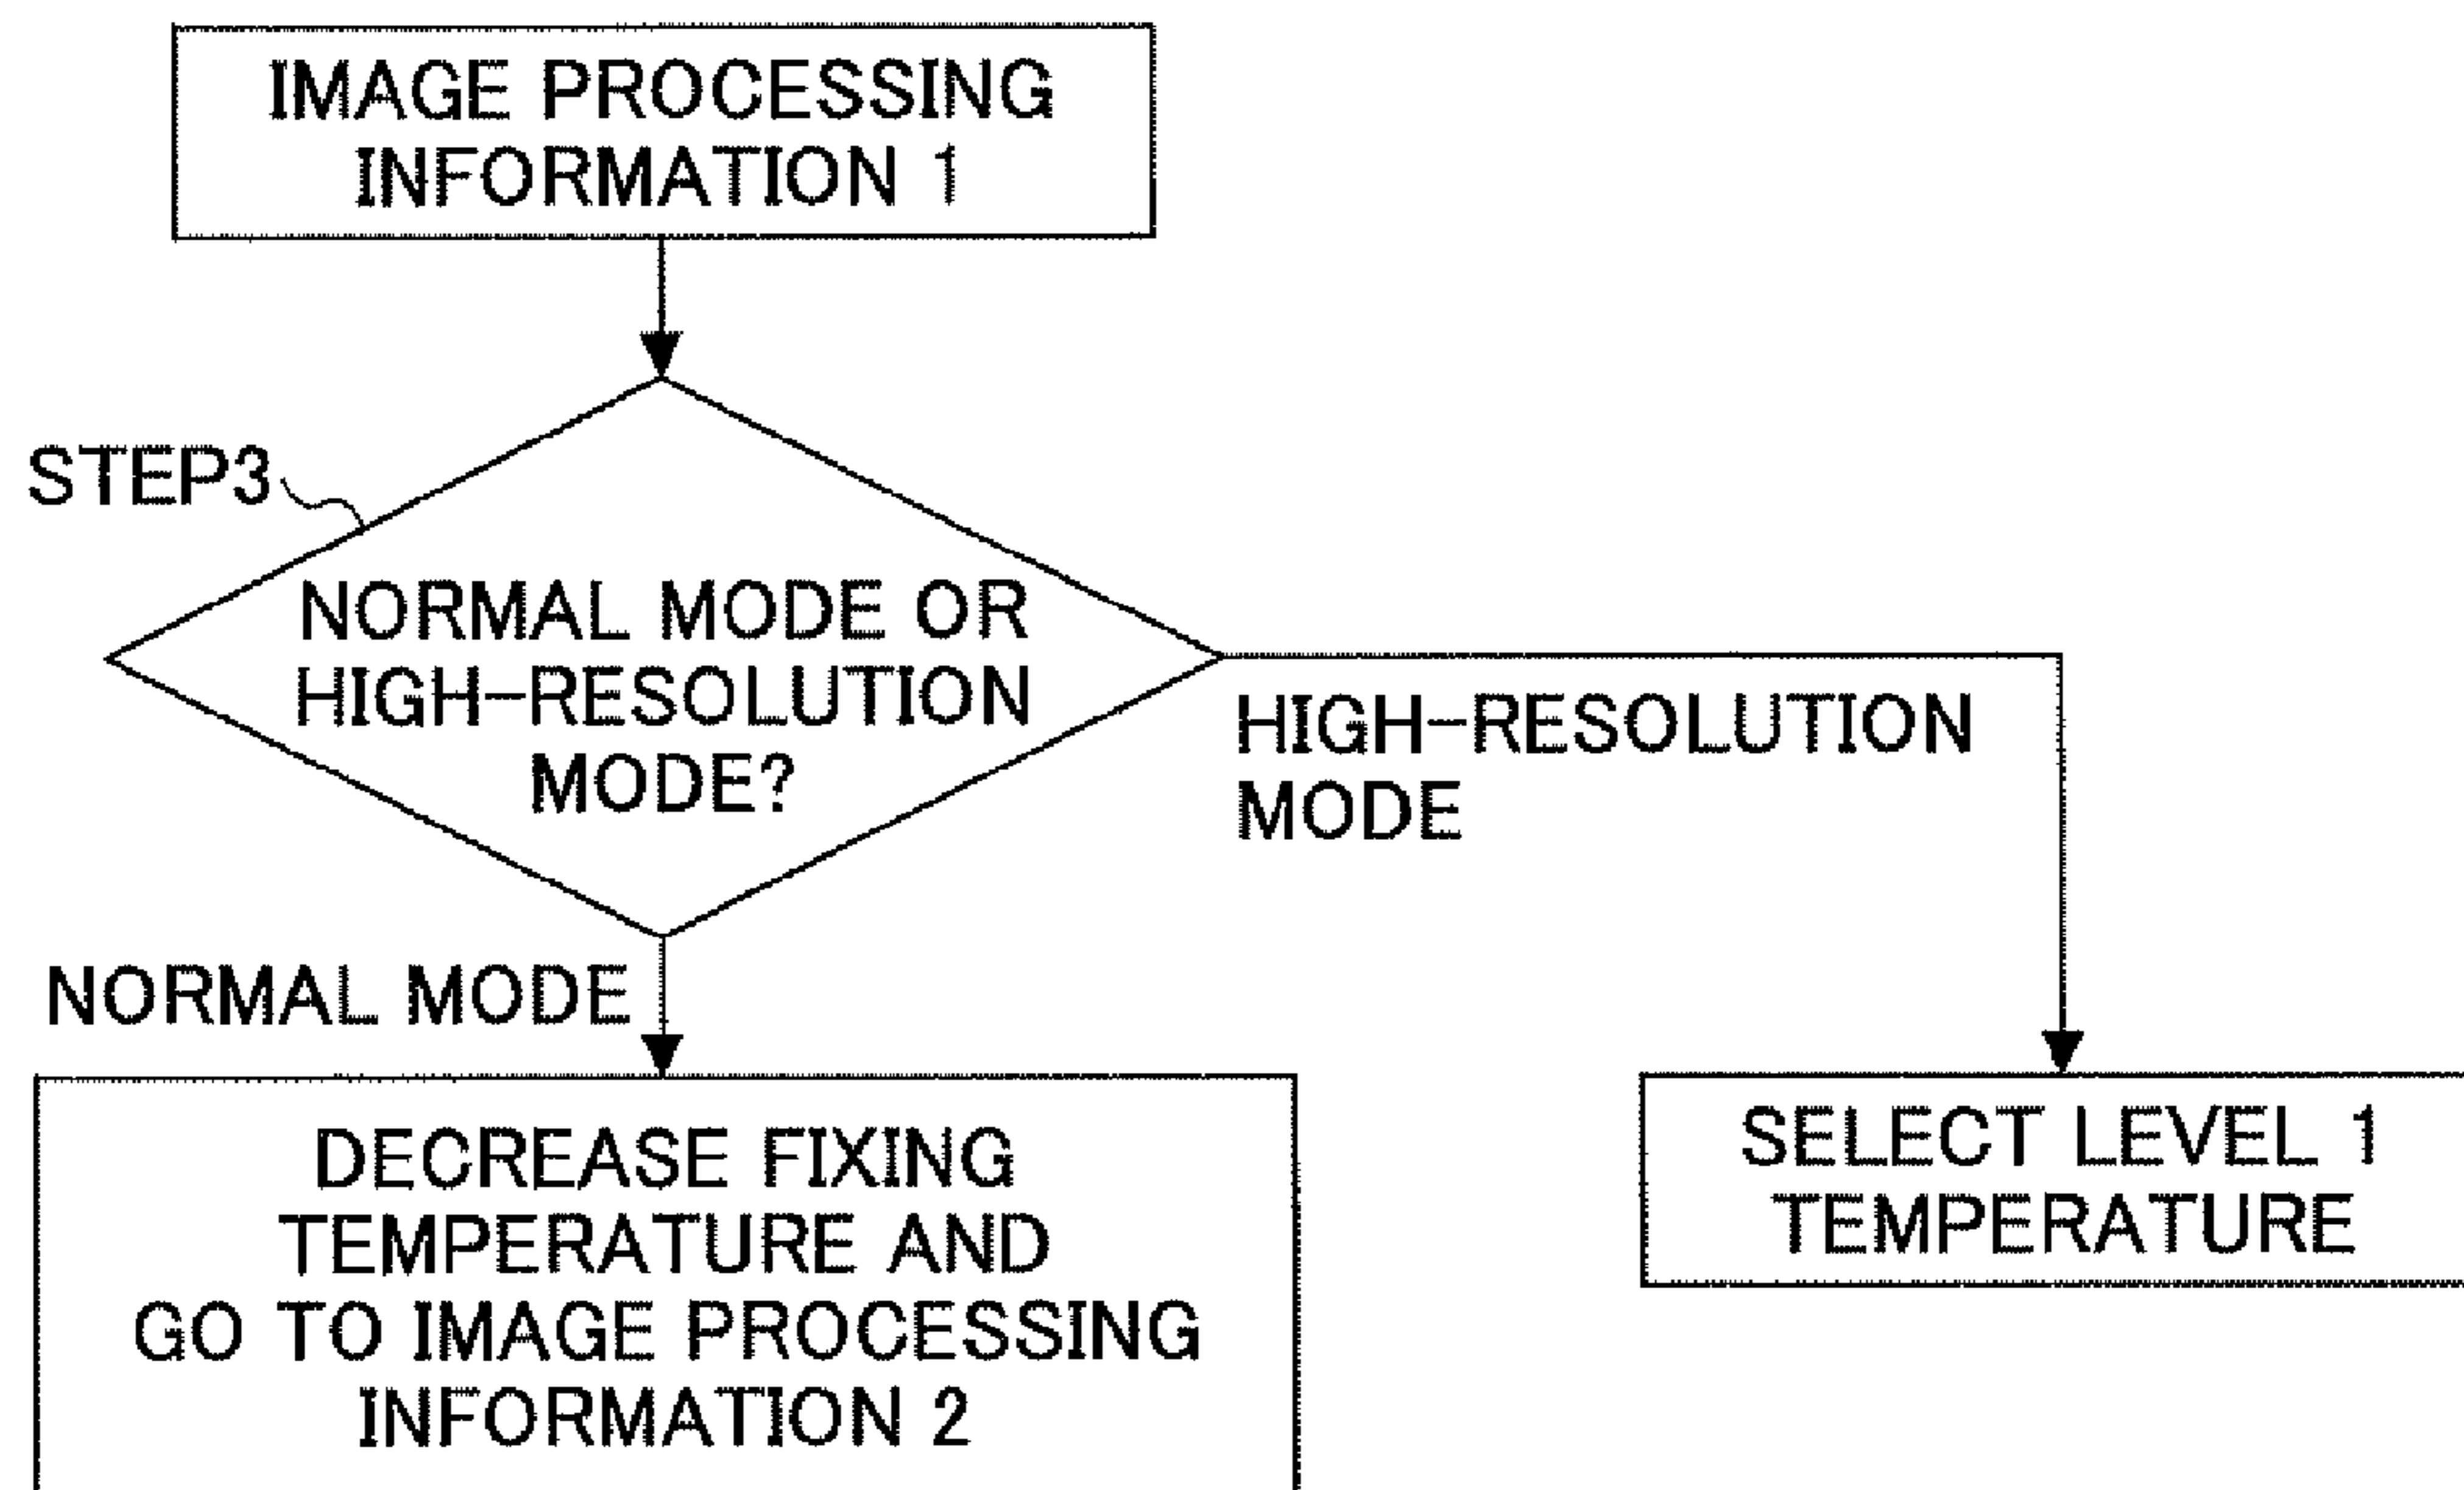 IMAGE PROCESSING
INFORMATION 1
STEP3
NORMAL MODE OR
HIGH-RESOLUTION
MODE?
HIGH-RESOLUTION
MODE
NORMAL MODE
DECREASE FIXING
TEMPERATURE AND
GO TO IMAGE PROCESSING
INFORMATION 2
SELECT LEVEL 1
TEMPERATURE